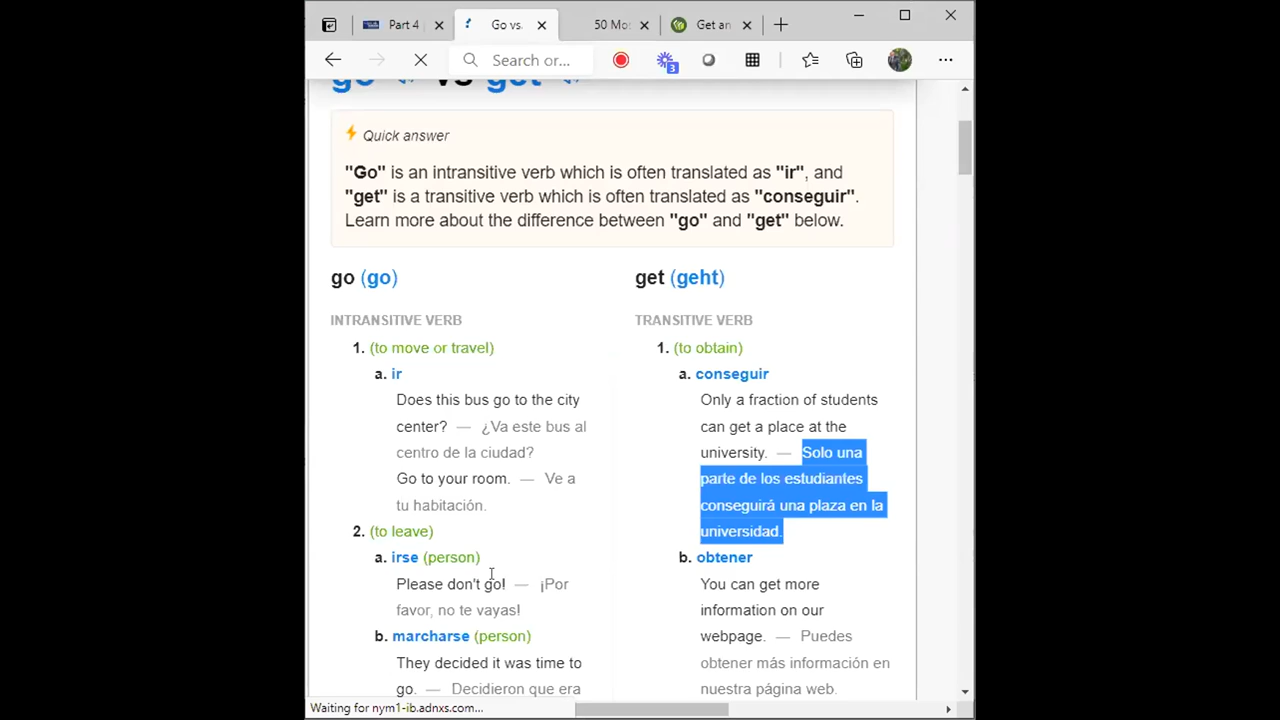 Part 4
Go vs.
50 Mo
Get an
Search or...
3
go vs get
Quick answer
"Go" is an intransitive verb which is often translated as "ir", and
"get" is a transitive verb which is often translated as "conseguir".
Learn more about the difference between "go" and "get" below.
go (go)
INTRANSITIVE VERB
1. (to move or travel)
a. ir
Does this bus go to the city
center? — ¿Va este bus al
centro de la ciudad?
Go to your room. — Ve a
tu habitación.
2. (to leave)
a. irse (person)
Please don't go! — ¡Por
favor, no te vayas!
b. marcharse (person)
They decided it was time to
go. — Decidieron que era
get (geht)
TRANSITIVE VERB
1. (to obtain)
a. conseguir
Only a fraction of students
can get a place at the
university. — Solo una
parte de los estudiantes
conseguirá una plaza en la
universidad.
b. obtener
You can get more
information on our
webpage. — Puedes
obtener más información en
nuestra página web.
Waiting for nym1-ib.adnxs.com...